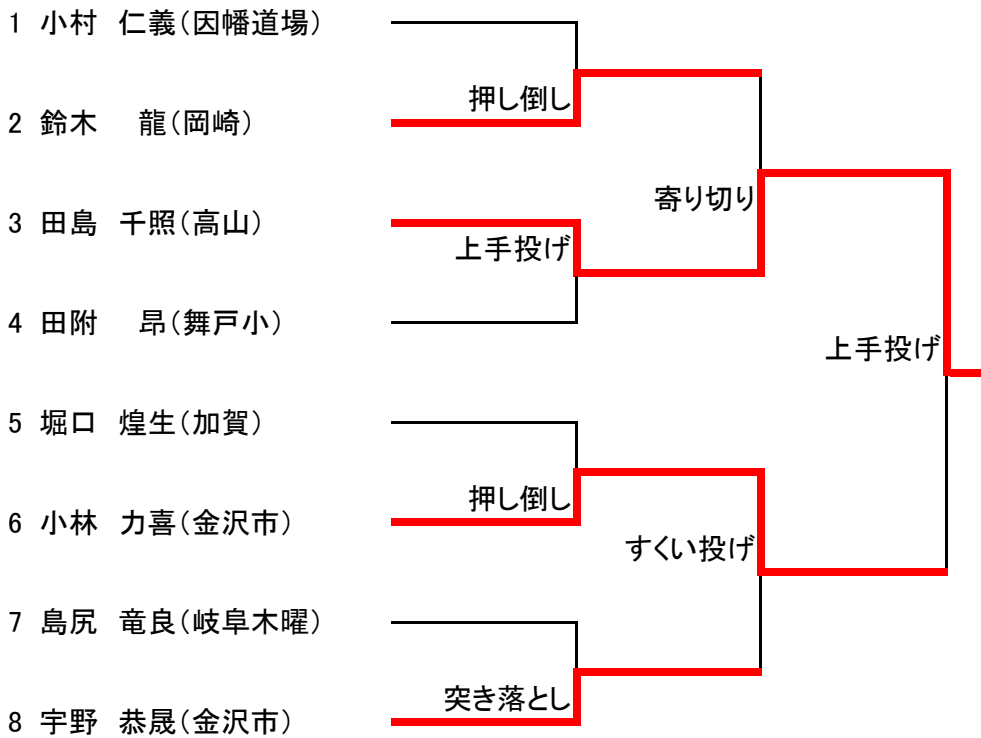 1 小村 仁義(因幡道場)
押し倒し
2 鈴木 龍(岡崎)
寄り切り
3 田島 千照(高山)
上手投げ
4 田附 昂(舞戸小)
上手投げ
5 堀口 煌生(加賀)
押し倒し
6 小林 力喜(金沢市)
すくい投げ
7 島尻 竜良(岐阜木曜)
突き落とし
8 宇野 恭晟(金沢市)